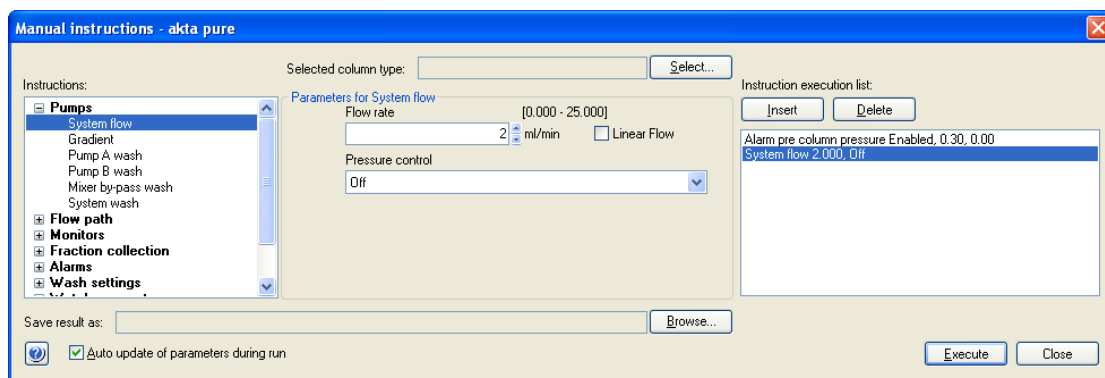 Manual instructions - akta pure
Selected column type:
Select...
Instructions:
Pumps
System flow
Gradient
Pump A wash
Pump B wash
Mixer by-pass wash
System wash
Flow path
Monitors
Fraction collection
Alarms
Wash settings
Parameters for System flow
Flow rate [0.000 - 25.000]
2 ml/min Linear Flow
Pressure control
Off
Instruction execution list:
Insert Delete
Alarm pre column pressure Enabled, 0.30, 0.00
System flow 2.000, Off
Save result as:
Browse...
? Auto update of parameters during run
Execute Close